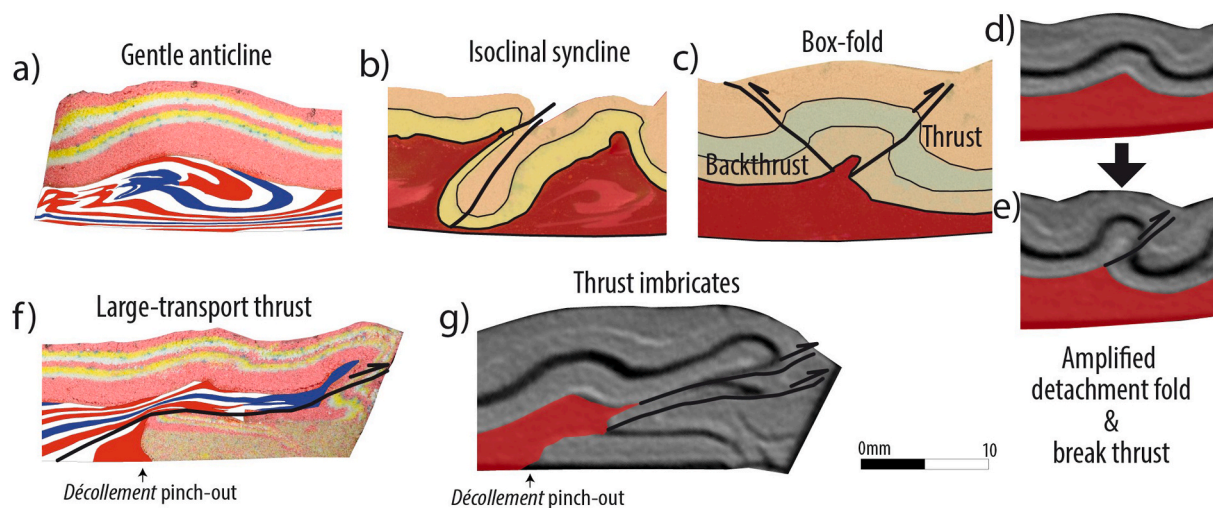 a)
Gentle anticline
b)
Isoclinal syncline
c)
Box-fold
Backthrust
Thrust
d)
e)
Amplified
detachment fold
&
break thrust
f)
Large-transport thrust
Décollement pinch-out
g)
Thrust imbricates
Décollement pinch-out
0mm
10